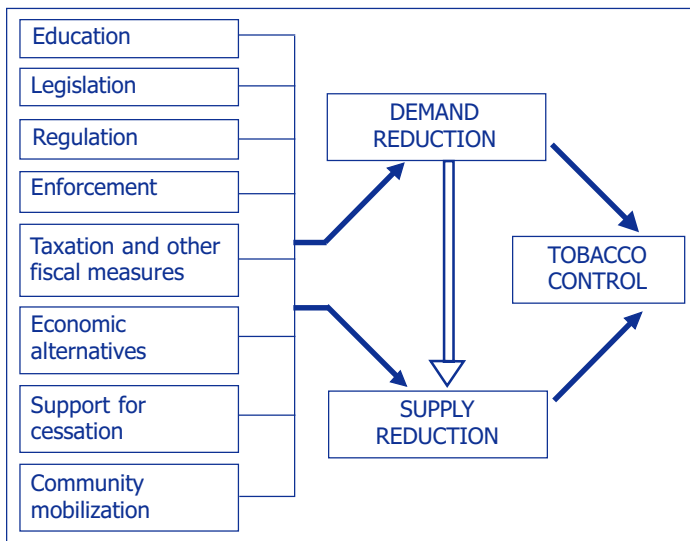 Education
Legislation
Regulation
Enforcement
Taxation and other
fiscal measures
Economic
alternatives
Support for
cessation
Community
mobilization
DEMAND
REDUCTION
SUPPLY
REDUCTION
TOBACCO
CONTROL